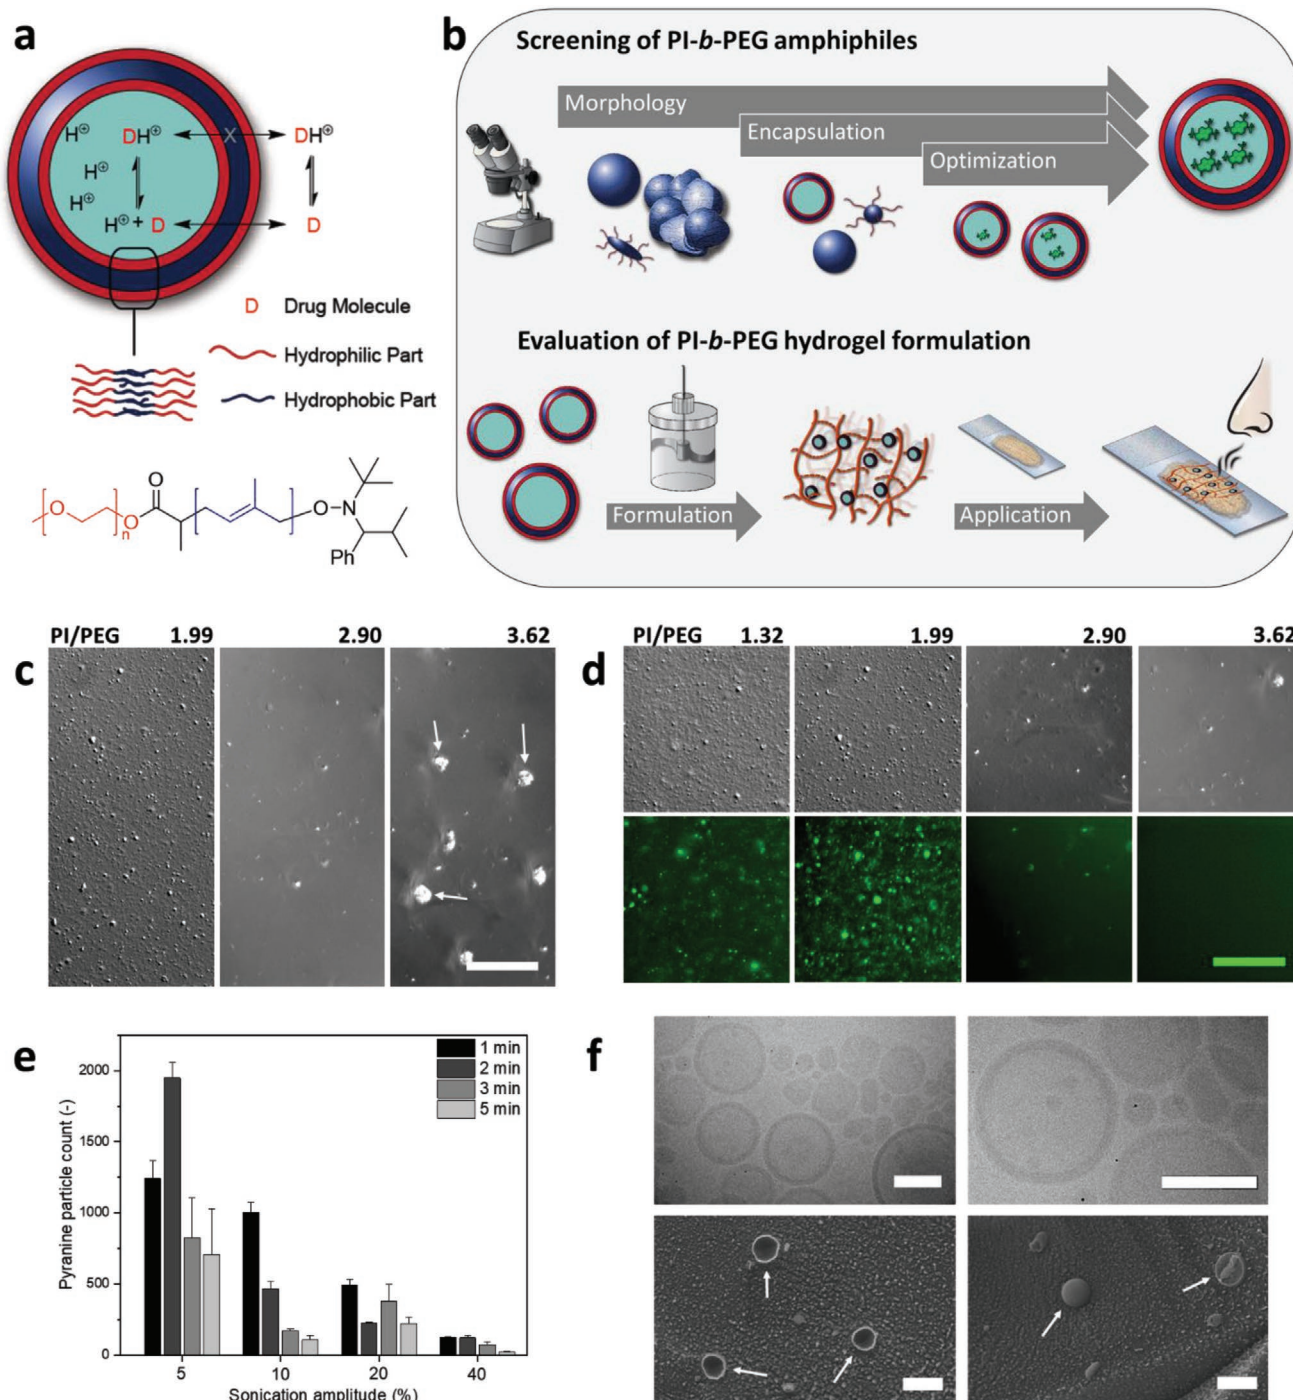 a
H⊕
DH⊕
X
DH⊕
H⊕
H⊕
H⊕ + D
D
D Drug Molecule
Hydrophilic Part
Hydrophobic Part
O
O
O
n
O
N
Ph
b
Screening of PI-b-PEG amphiphiles
Morphology
Encapsulation
Optimization
Evaluation of PI-b-PEG hydrogel formulation
Formulation
Application
c
PI/PEG 1.99 2.90 3.62
d
PI/PEG 1.32 1.99 2.90 3.62
e
Pyranine particle count (-)
2000
1500
1000
500
0
1 min
2 min
3 min
5 min
5 10 20 40
Sonication amplitude (%)
f